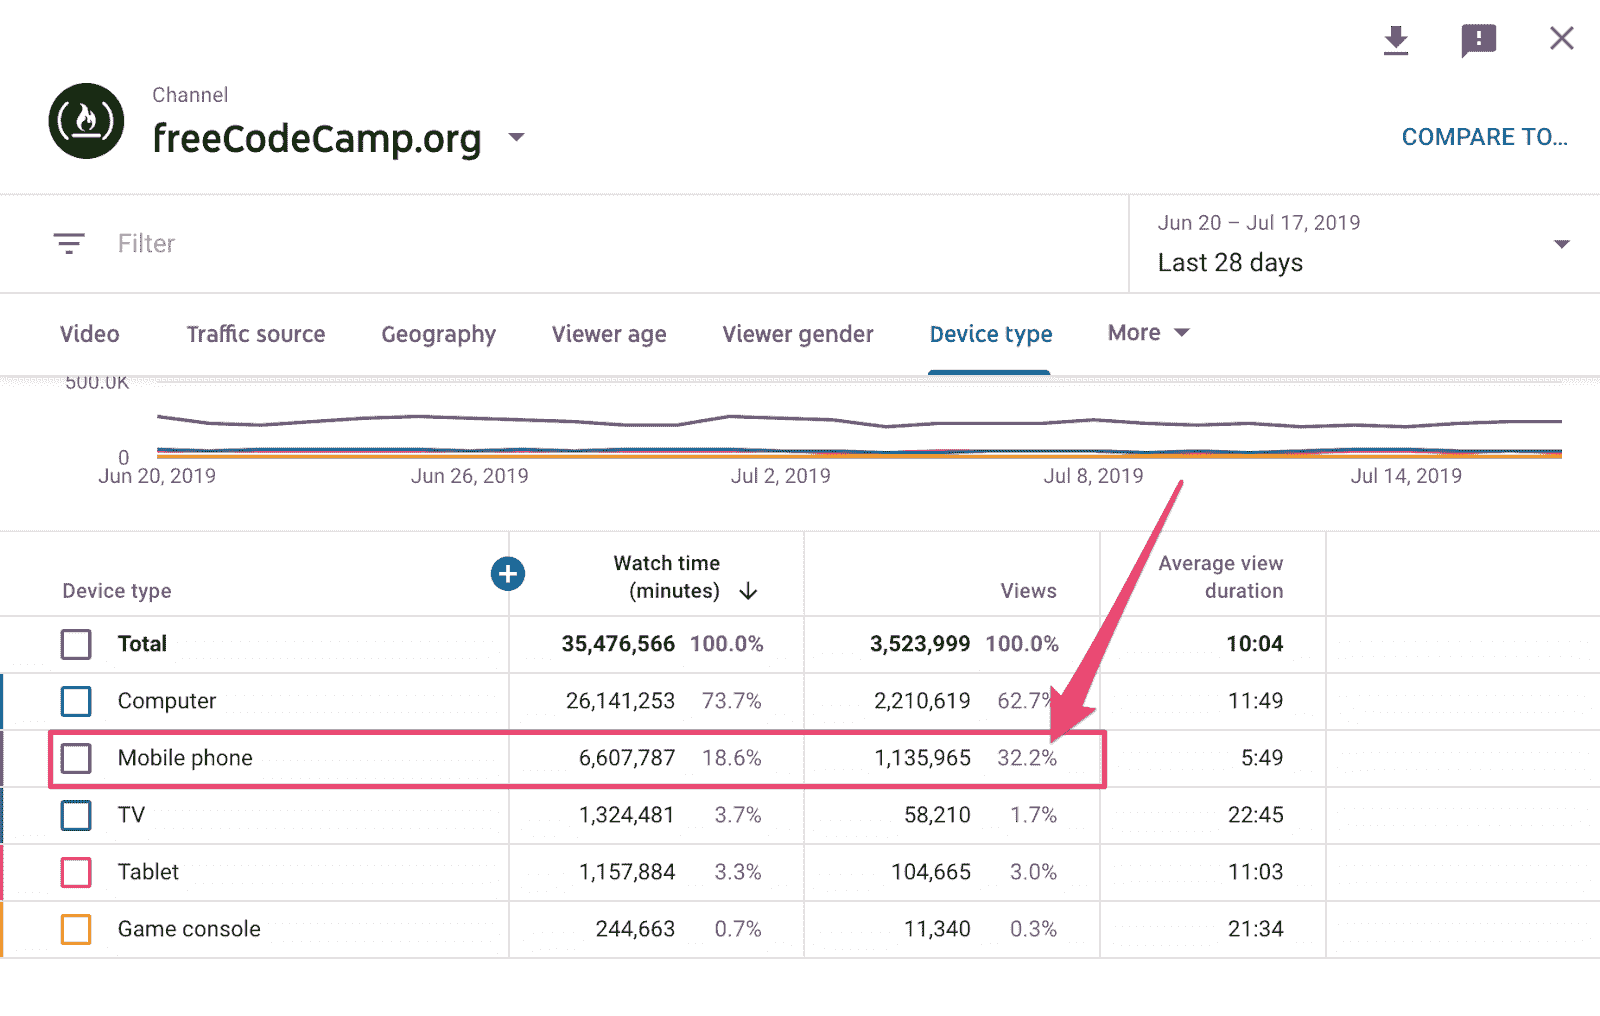 Channel
freeCodeCamp.org
COMPARE TO...
Filter
Jun 20 – Jul 17, 2019
Last 28 days
Video Traffic source Geography Viewer age Viewer gender Device type More
500.0K
0
Jun 20, 2019 Jun 26, 2019 Jul 2, 2019 Jul 8, 2019 Jul 14, 2019
Device type Watch time (minutes) Views Average view duration
Total 35,476,566 100.0% 3,523,999 100.0% 10:04
Computer 26,141,253 73.7% 2,210,619 62.7% 11:49
Mobile phone 6,607,787 18.6% 1,135,965 32.2% 5:49
TV 1,324,481 3.7% 58,210 1.7% 22:45
Tablet 1,157,884 3.3% 104,665 3.0% 11:03
Game console 244,663 0.7% 11,340 0.3% 21:34